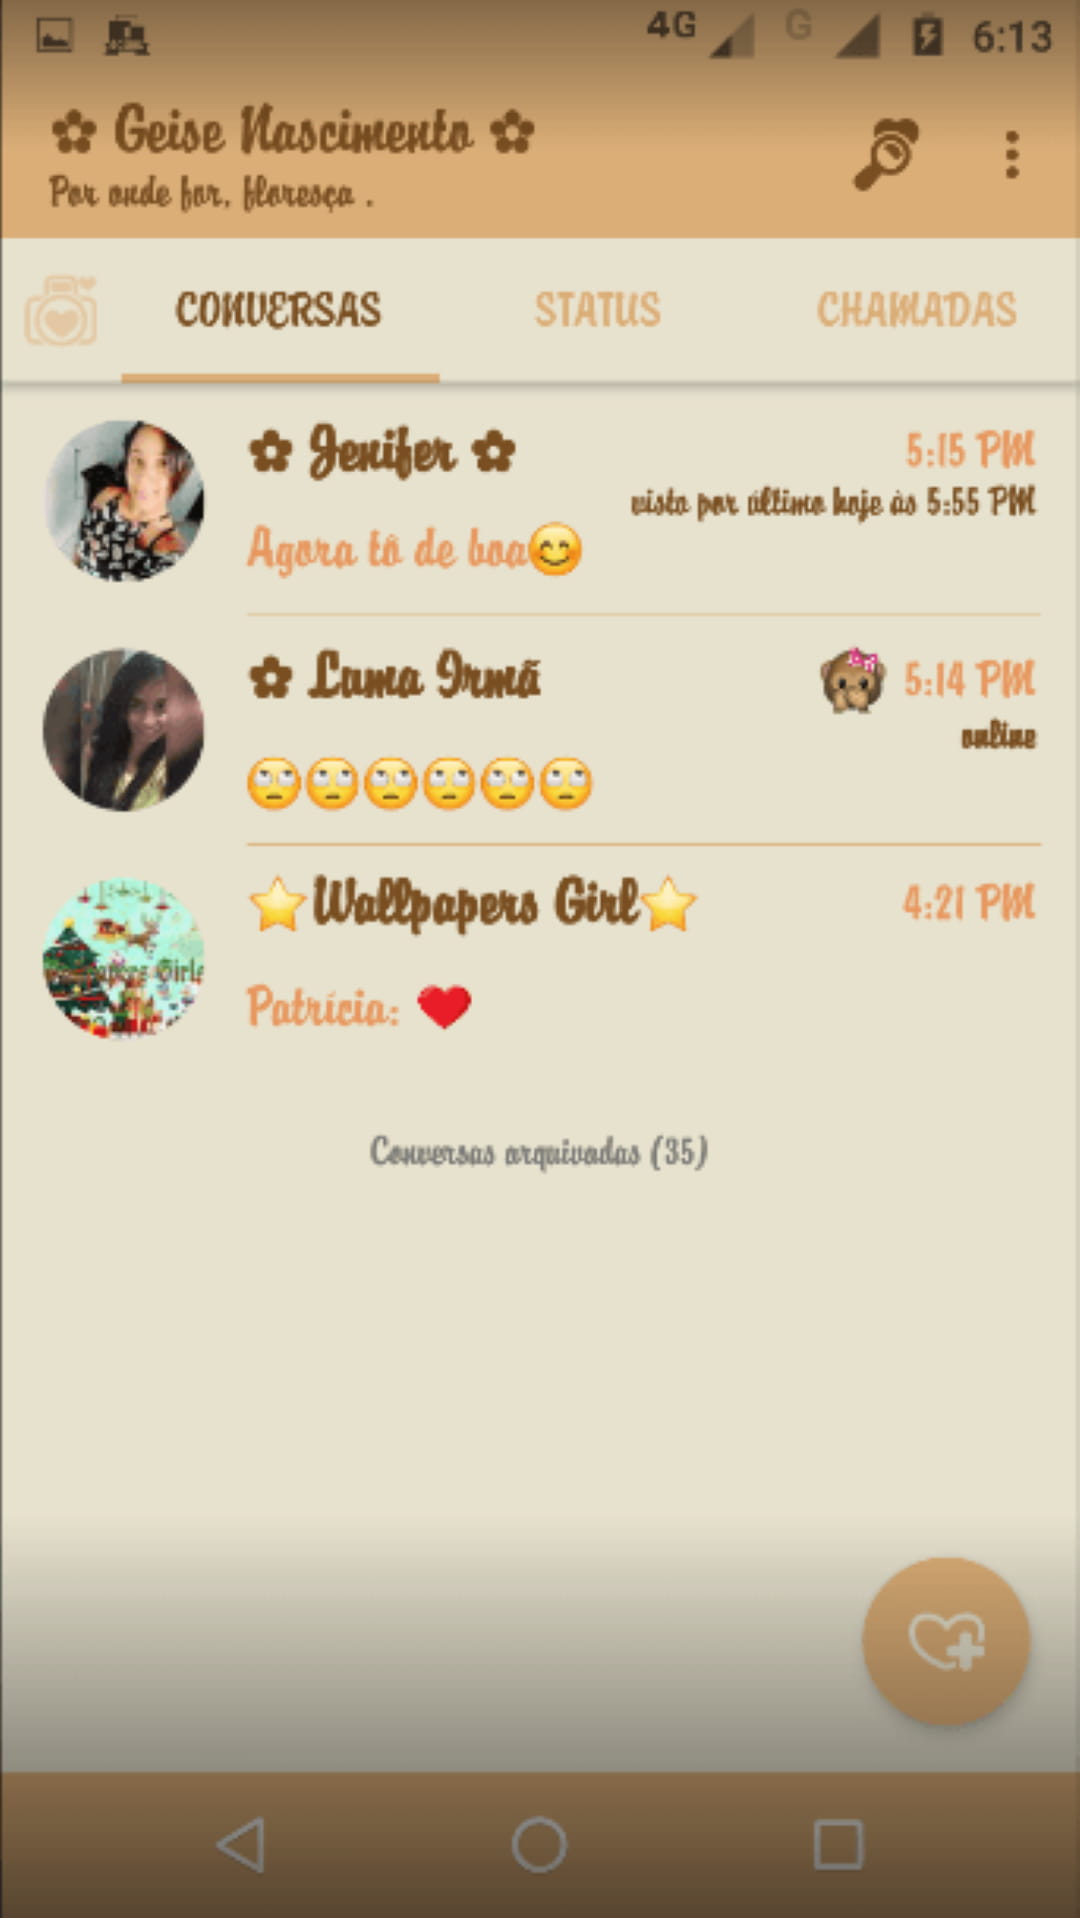 4G G 6:13
✿ Geise Nascimento ✿
Por onde for, floresça .
CONVERSAS STATUS CHAMADAS
✿ Jenifer ✿ 5:15 PM
visto por último hoje às 5:55 PM
Agora tô de boa😊
✿ Luma Irmã 5:14 PM
online
🙄🙄🙄🙄🙄🙄
⭐Wallpapers Girl⭐ 4:21 PM
Patrícia: ❤
Conversas arquivadas (35)